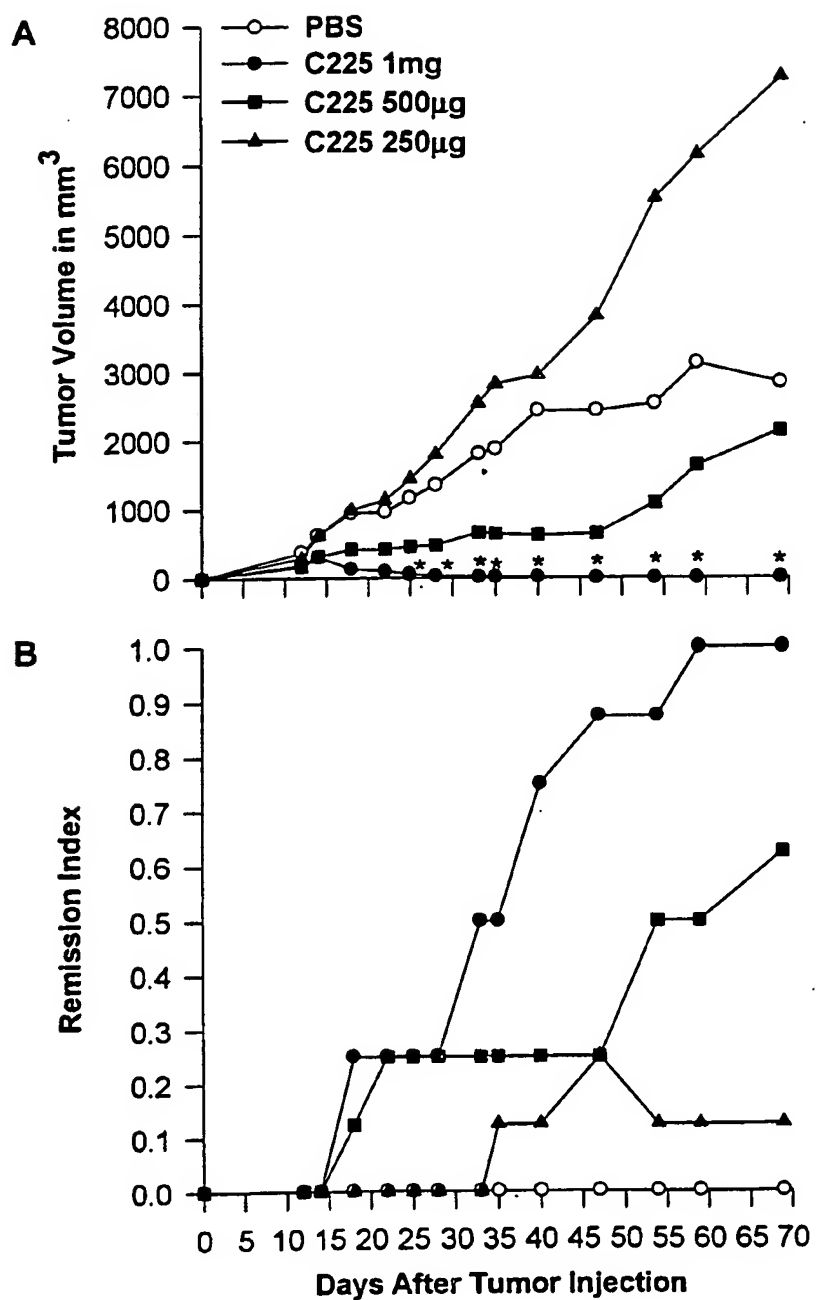 A
PBS
C225 1mg
C225 500µg
C225 250µg
8000
7000
6000
5000
4000
3000
2000
1000
0
Tumor Volume in mm³
* * * * * * * * *
B
1.0
0.9
0.8
0.7
0.6
0.5
0.4
0.3
0.2
0.1
0.0
Remission Index
0 5 10 15 20 25 30 35 40 45 50 55 60 65 70
Days After Tumor Injection